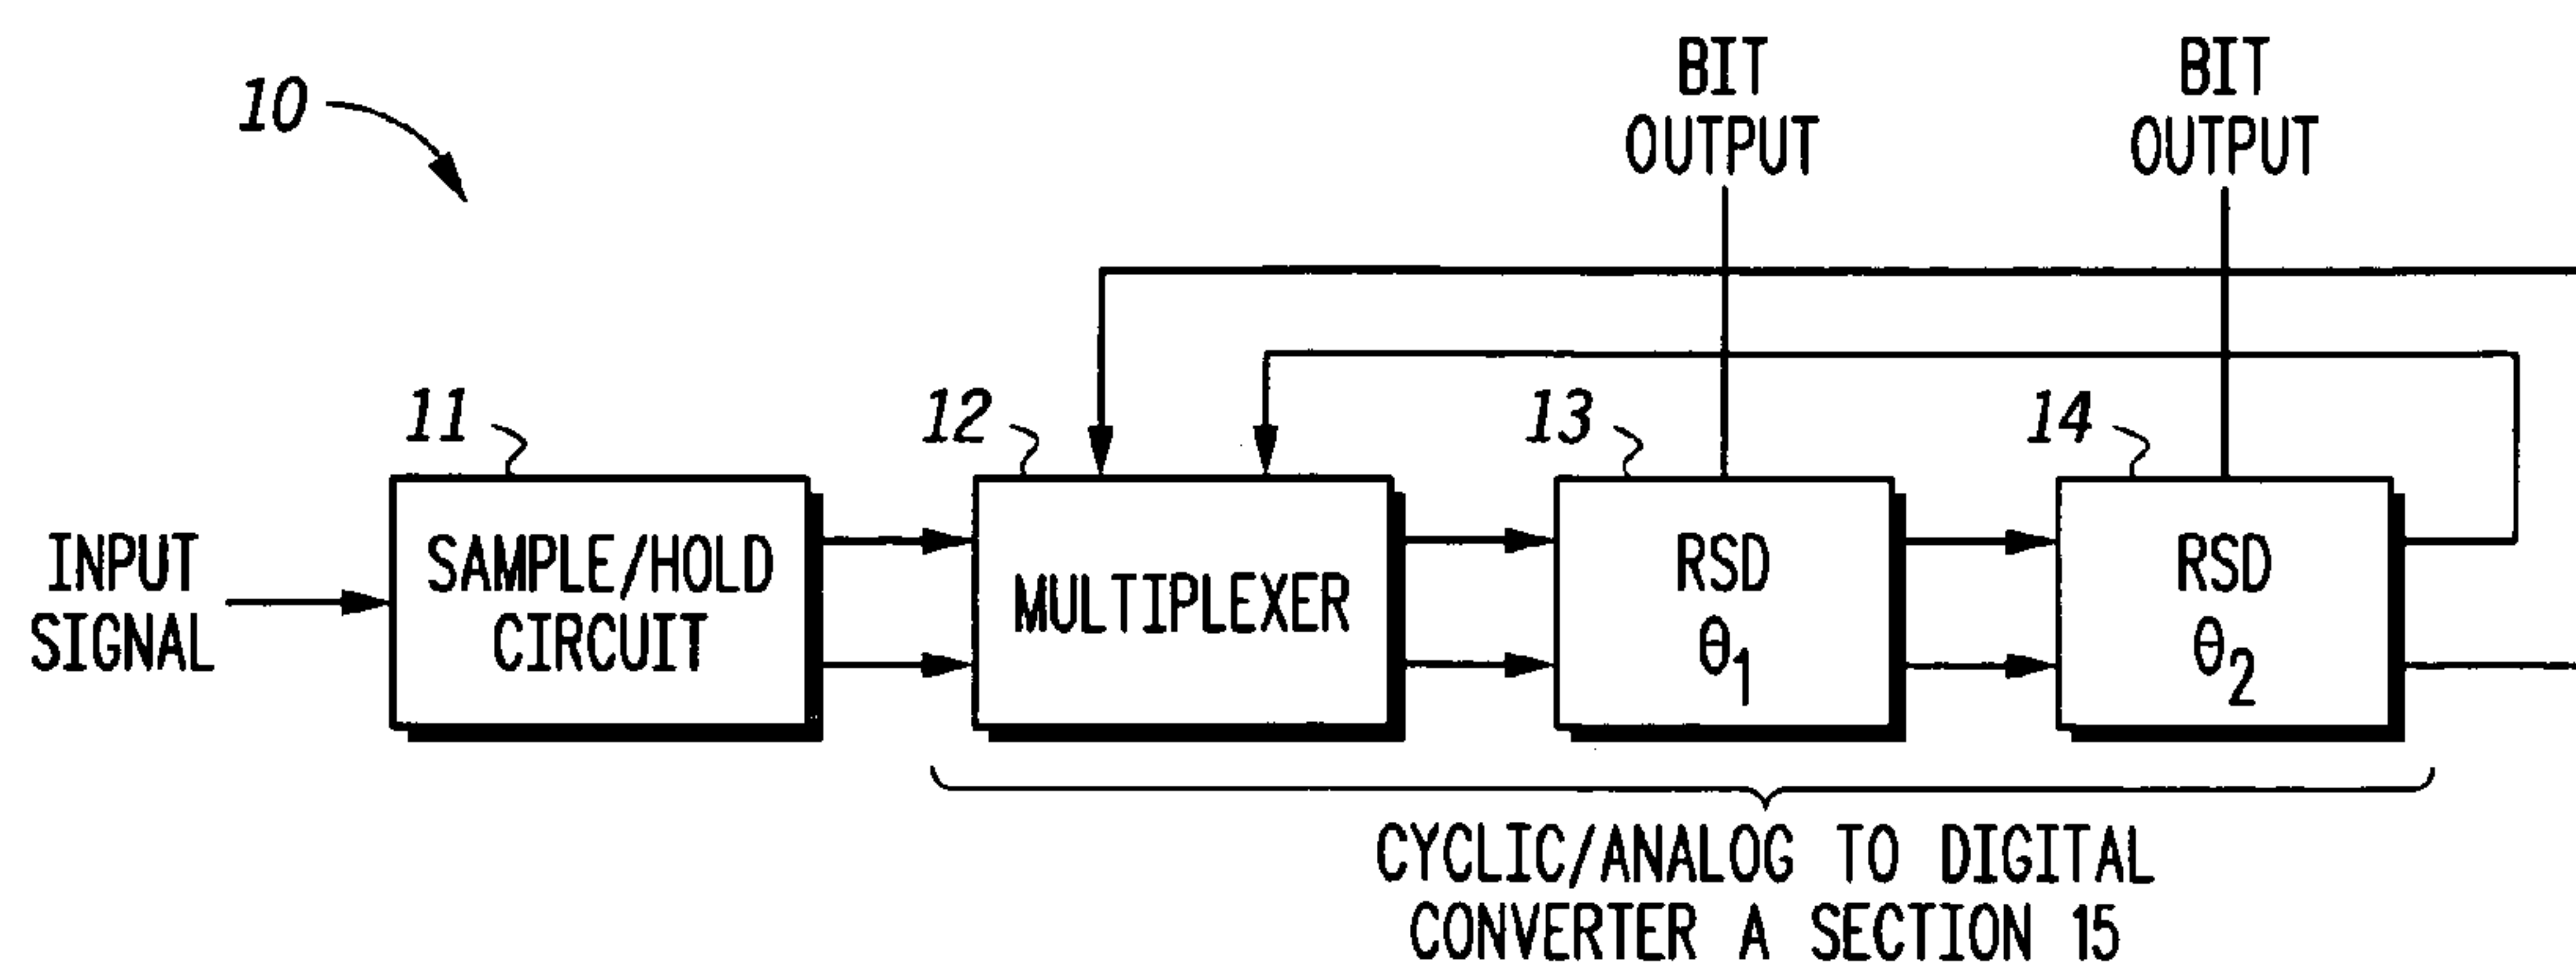 10
BIT
OUTPUT
BIT
OUTPUT
11
12
13
14
INPUT
SIGNAL
SAMPLE/HOLD
CIRCUIT
MULTIPLEXER
RSD
θ1
RSD
θ2
CYCLIC/ANALOG TO DIGITAL
CONVERTER A SECTION 15